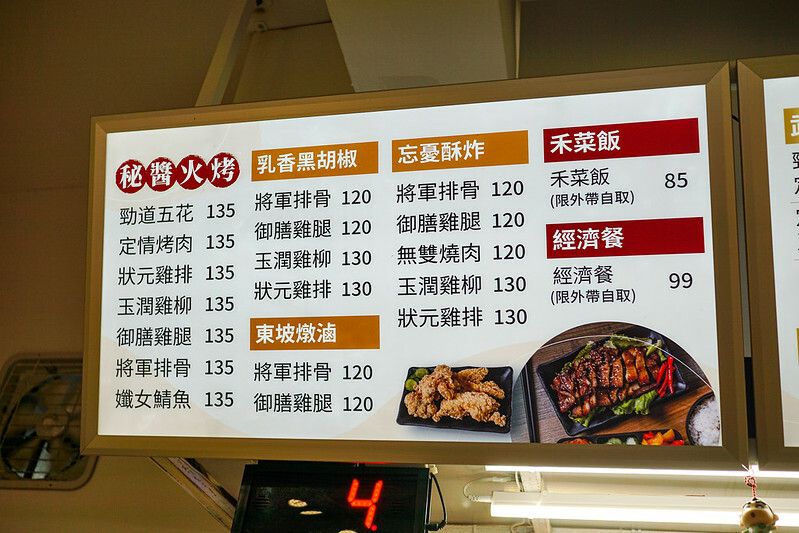 秘醬火烤
勁道五花 135
定情烤肉 135
狀元雞排 135
玉潤雞柳 135
御膳雞腿 135
將軍排骨 135
孅女鯖魚 135
乳香黑胡椒
將軍排骨 120
御膳雞腿 120
玉潤雞柳 130
狀元雞排 130
東坡燉滷
將軍排骨 120
御膳雞腿 120
忘憂酥炸
將軍排骨 120
御膳雞腿 120
無雙燒肉 120
玉潤雞柳 130
狀元雞排 130
禾菜飯
禾菜飯 85
(限外帶自取)
經濟餐
經濟餐 99
(限外帶自取)
4